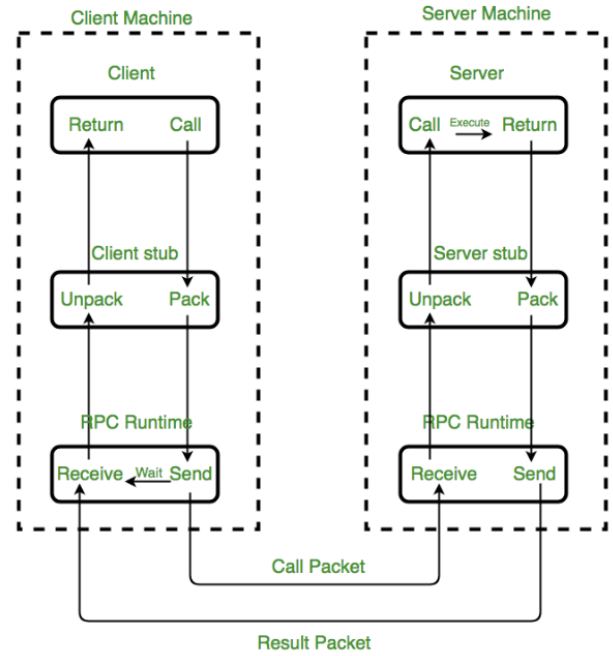 Client Machine
Server Machine
Client
Server
Return Call
Call Execute Return
Client stub
Server stub
Unpack Pack
Unpack Pack
RPC Runtime
RPC Runtime
Receive Wait Send
Receive Send
Call Packet
Result Packet